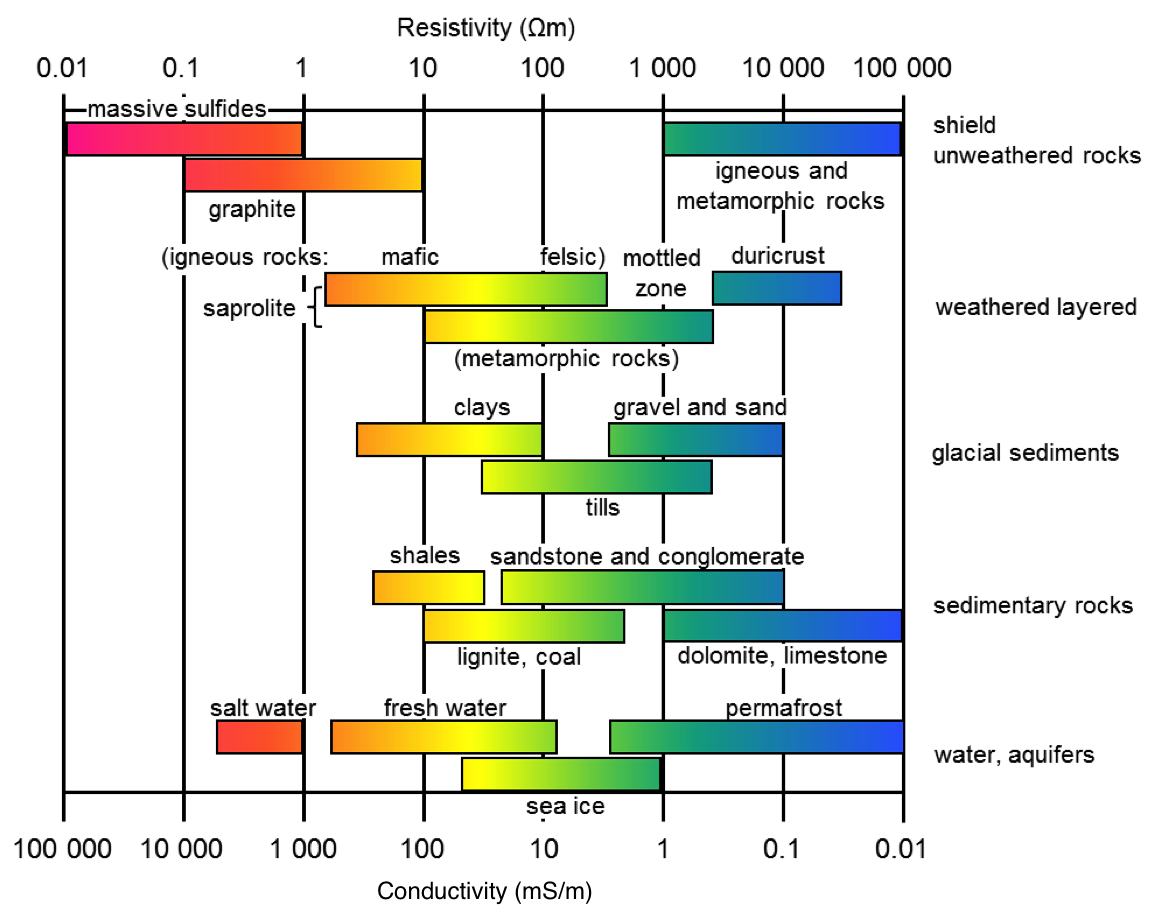 Resistivity (Ωm)
0.01 0.1 1 10 100 1 000 10 000 100 000
massive sulfides
shield
unweathered rocks
igneous and
metamorphic rocks
graphite
(igneous rocks: mafic felsic) mottled
zone
duricrust
saprolite
weathered layered
(metamorphic rocks)
clays gravel and sand
glacial sediments
tills
shales sandstone and conglomerate
sedimentary rocks
lignite, coal dolomite, limestone
salt water fresh water permafrost
water, aquifers
sea ice
100 000 10 000 1 000 100 10 1 0.1 0.01
Conductivity (mS/m)